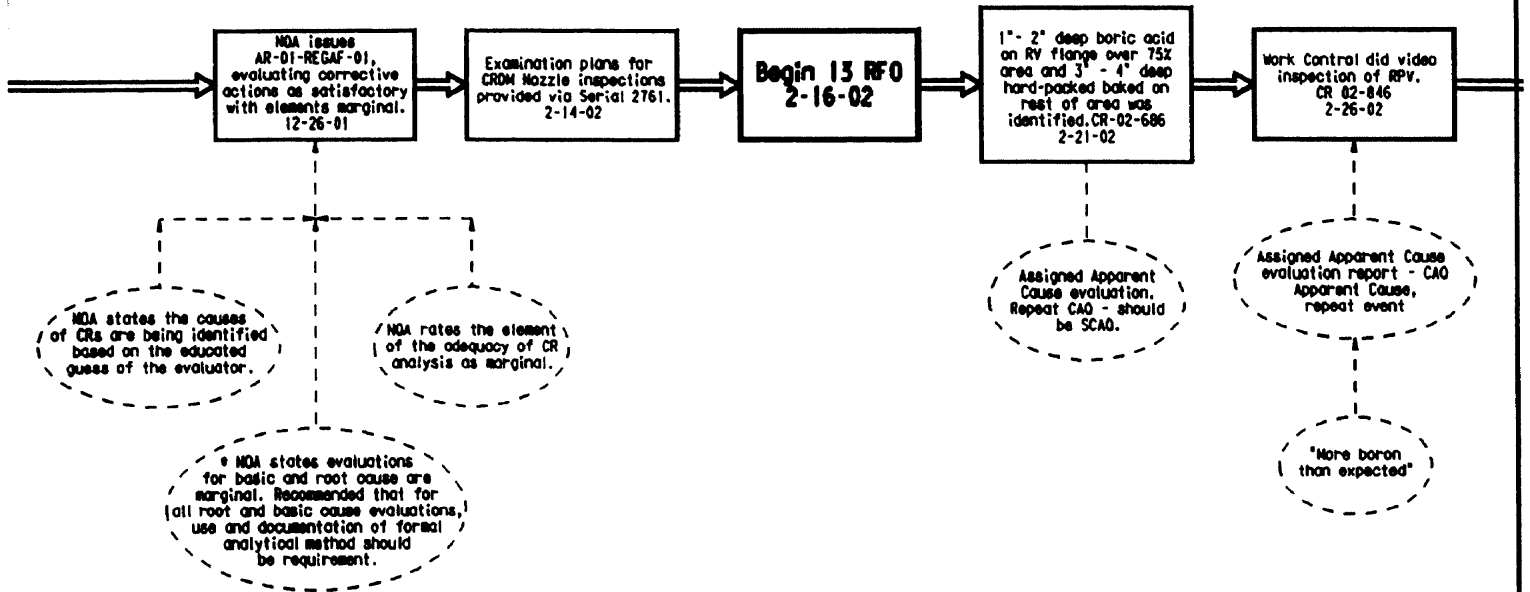 NQA issues
AR-01-REGAF-01,
evaluating corrective
actions as satisfactory
with elements marginal.
12-26-01
Examination plans for
CRDM Nozzle inspections
provided via Serial 2761.
2-14-02
Begin 13 RFO
2-16-02
1"- 2" deep boric acid
on RV flange over 75%
area and 3" - 4" deep
hard-packed baked on
rest of area was
identified.CR-02-686
2-21-02
Work Control did video
inspection of RPV.
CR 02-846
2-26-02
NQA states the causes
of CRs are being identified
based on the educated
guess of the evaluator.
NQA rates the element
of the adequacy of CR
analysis as marginal.
* NQA states evaluations
for basic and root cause are
marginal. Recommended that for
all root and basic cause evaluations,
use and documentation of formal
analytical method should
be requirement.
Assigned Apparent
Cause evaluation.
Repeat CAQ - should
be SCAQ.
Assigned Apparent Cause
evaluation report - CAQ
Apparent Cause,
repeat event
"More boron
than expected"